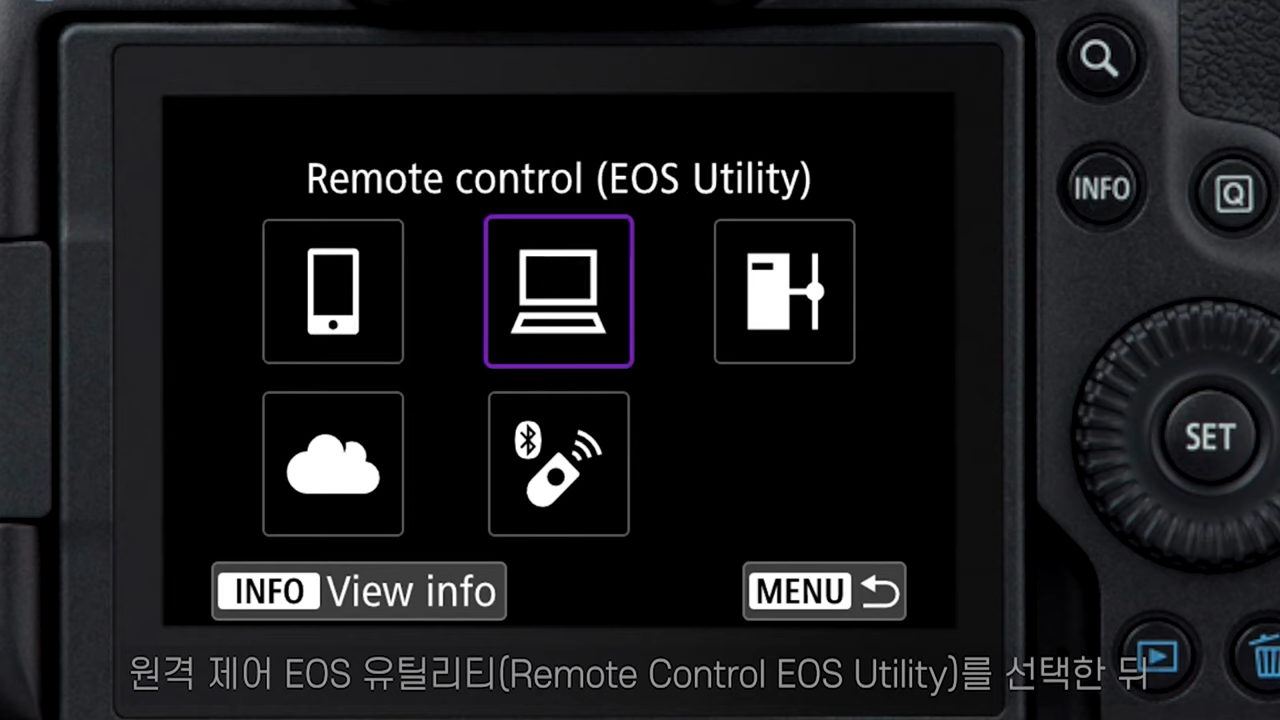 Remote control (EOS Utility)
INFO View info
MENU
INFO
Q
SET
원격 제어 EOS 유틸리티(Remote Control EOS Utility)를 선택한 뒤